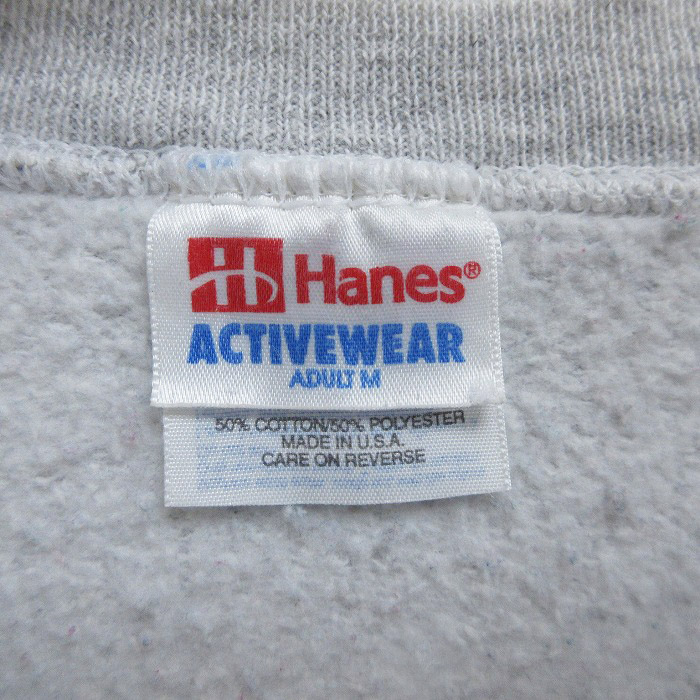 Hanes®
ACTIVEWEAR
ADULT M
50% COTTON/50% POLYESTER
MADE IN U.S.A.
CARE ON REVERSE